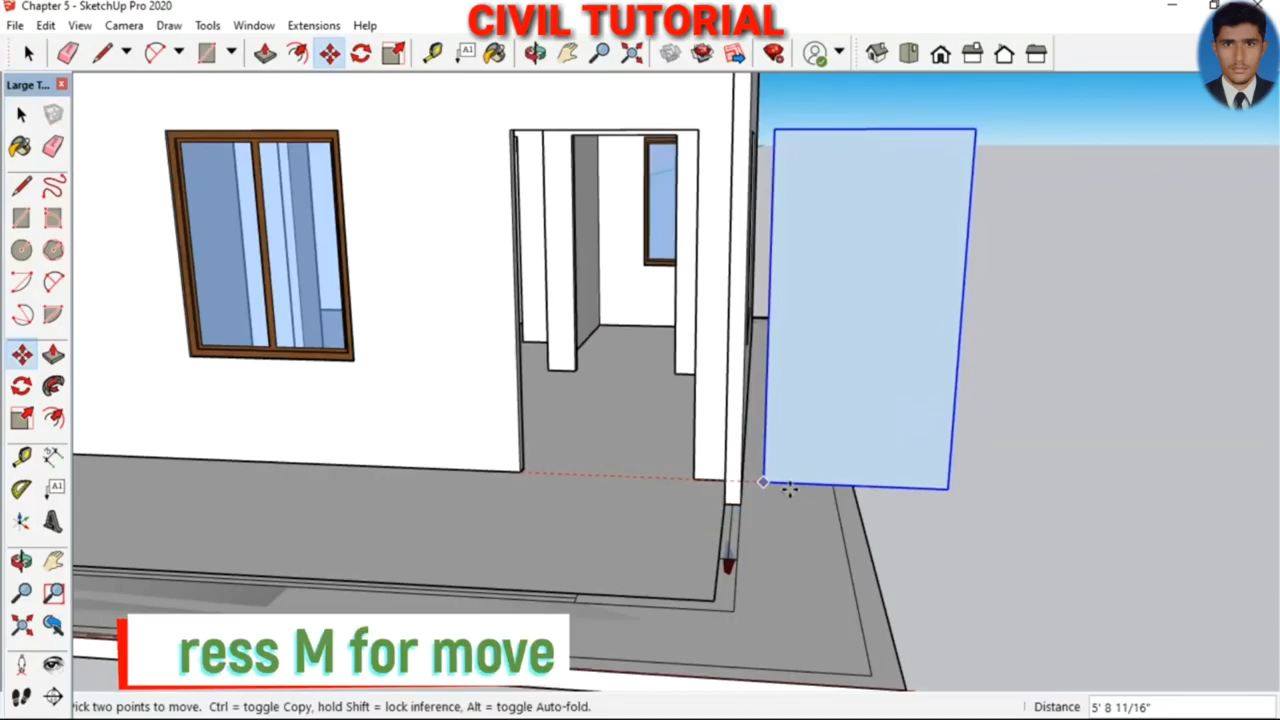 Chapter 5 - SketchUp Pro 2020
CIVIL TUTORIAL
File Edit View Camera Draw Tools Window Extensions Help
A1
Large T...
A1
ress M for move
ick two points to move. Ctrl = toggle Copy, hold Shift = lock inference, Alt = toggle Auto-fold.
Distance 5' 8 11/16"